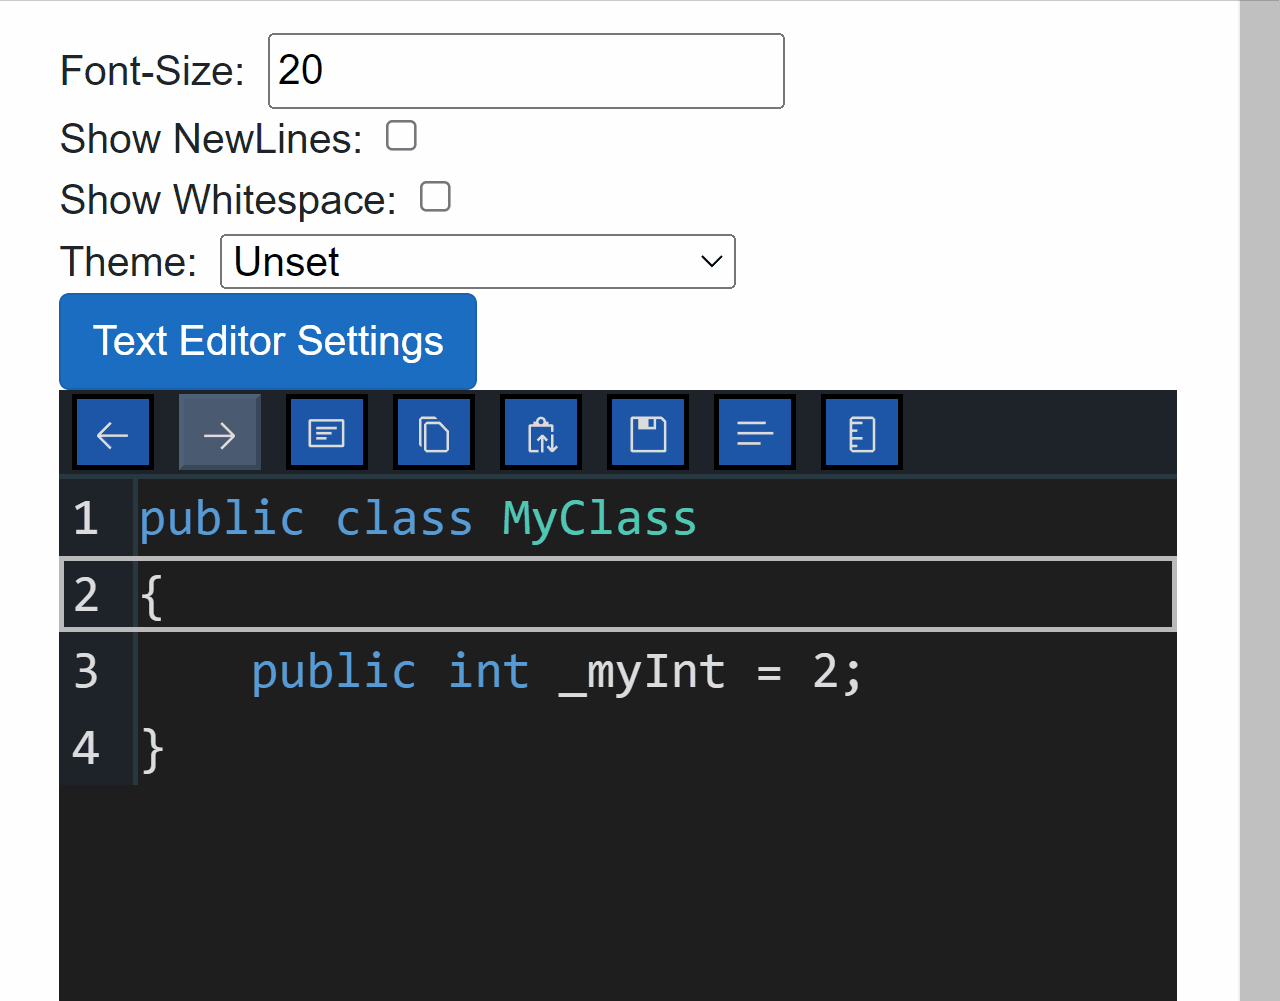 Font-Size: 20
Show NewLines:
Show Whitespace:
Theme: Unset
Text Editor Settings
1 public class MyClass
2 {
3     public int _myInt = 2;
4 }